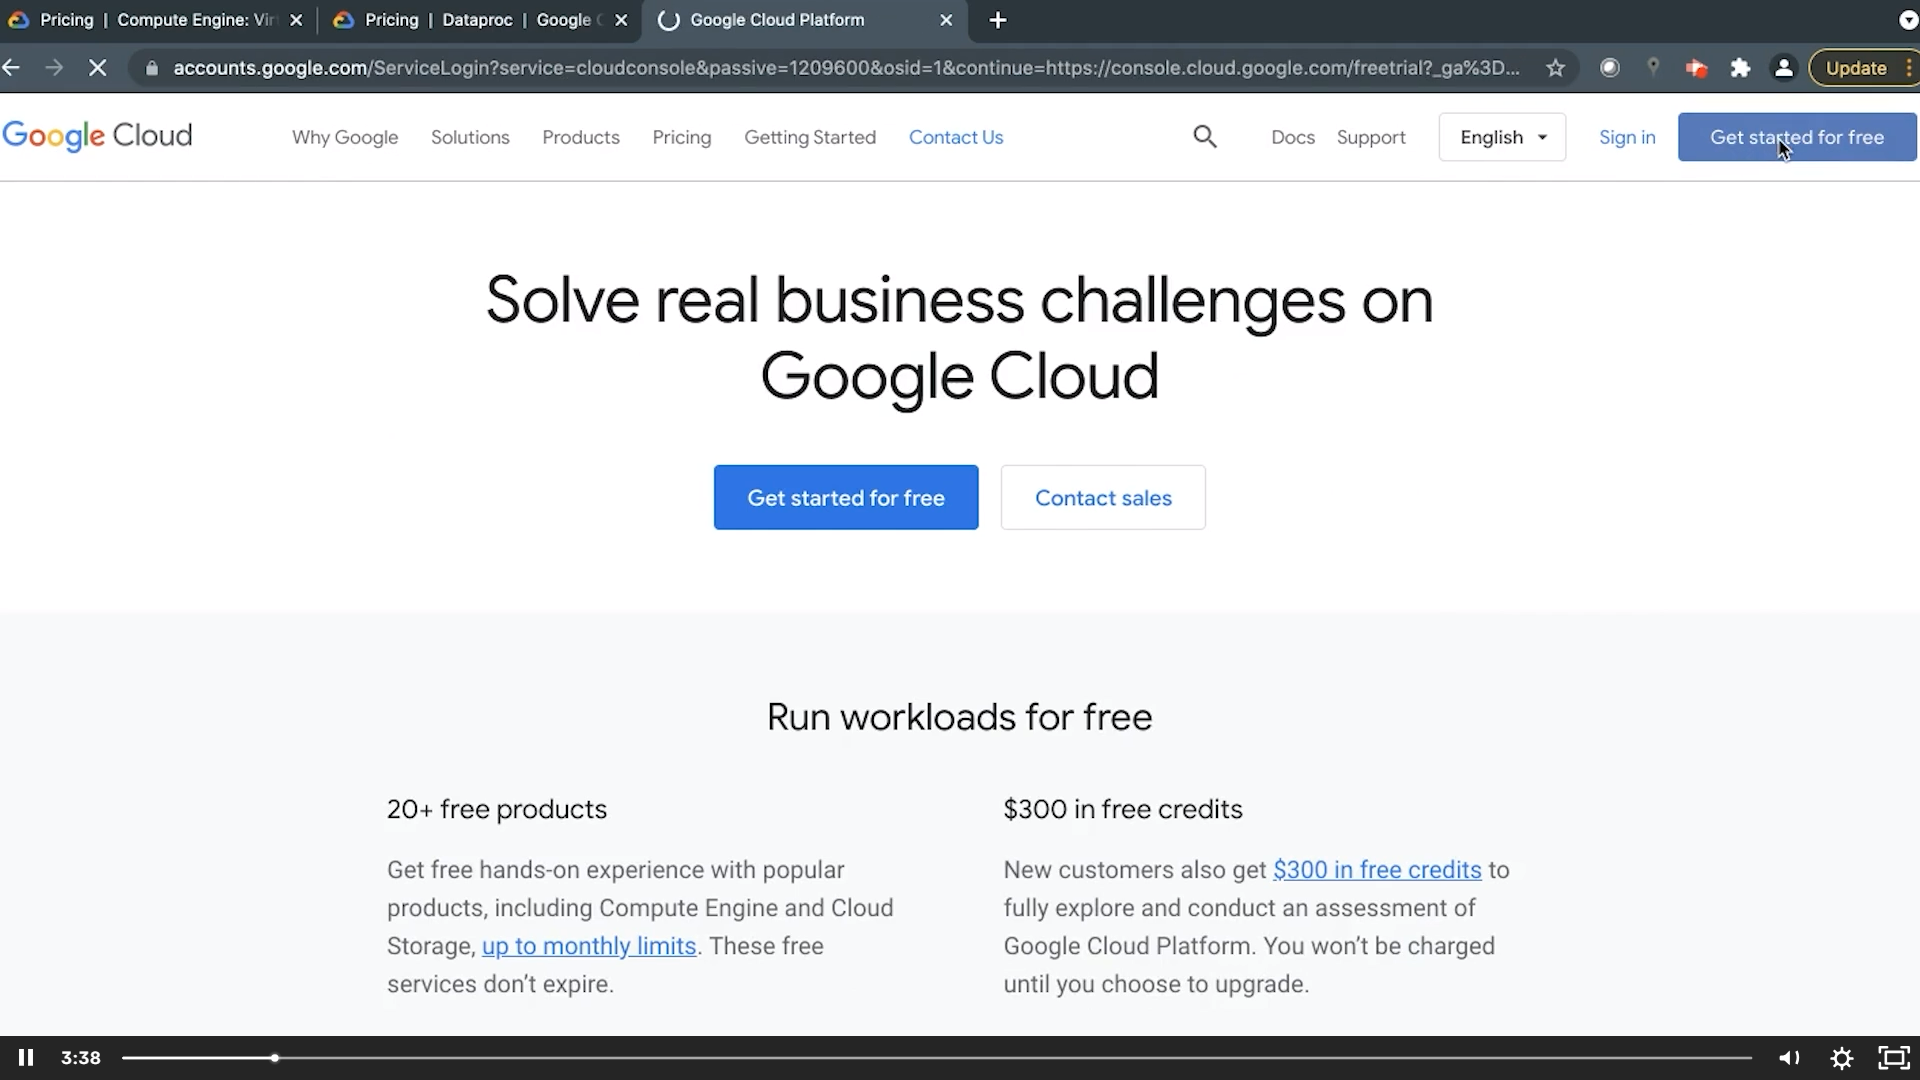 Pricing | Compute Engine: Vir
Pricing | Dataproc | Google C
Google Cloud Platform
accounts.google.com/ServiceLogin?service=cloudconsole&passive=1209600&osid=1&continue=https://console.cloud.google.com/freetrial?_ga%3D...
Update
Google Cloud
Why Google
Solutions
Products
Pricing
Getting Started
Contact Us
Docs
Support
English
Sign in
Get started for free
Solve real business challenges on
Google Cloud
Get started for free
Contact sales
Run workloads for free
20+ free products
Get free hands-on experience with popular
products, including Compute Engine and Cloud
Storage, up to monthly limits. These free
services don’t expire.
$300 in free credits
New customers also get $300 in free credits to
fully explore and conduct an assessment of
Google Cloud Platform. You won’t be charged
until you choose to upgrade.
3:38